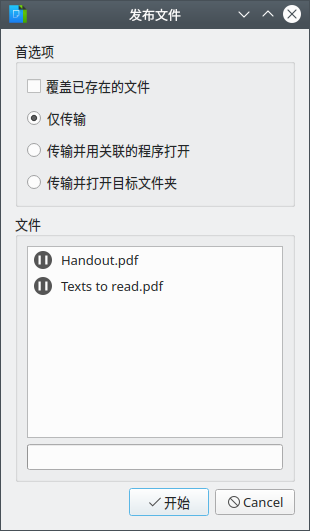 发布文件
首选项
覆盖已存在的文件
仅传输
传输并用关联的程序打开
传输并打开目标文件夹
文件
Handout.pdf
Texts to read.pdf
开始
Cancel